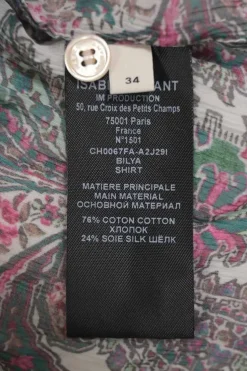 34
IM PRODUCTION
50, rue Croix des Petits Champs
75001 Paris
France
N°1501
CH0067FA-A2J29I
BILYA
SHIRT
MATIERE PRINCIPALE
MAIN MATERIAL
ОСНОВНОЙ МАТЕРИАЛ
76% COTON COTTON
ХЛОПОК
24% SOIE SILK ШЕЛК